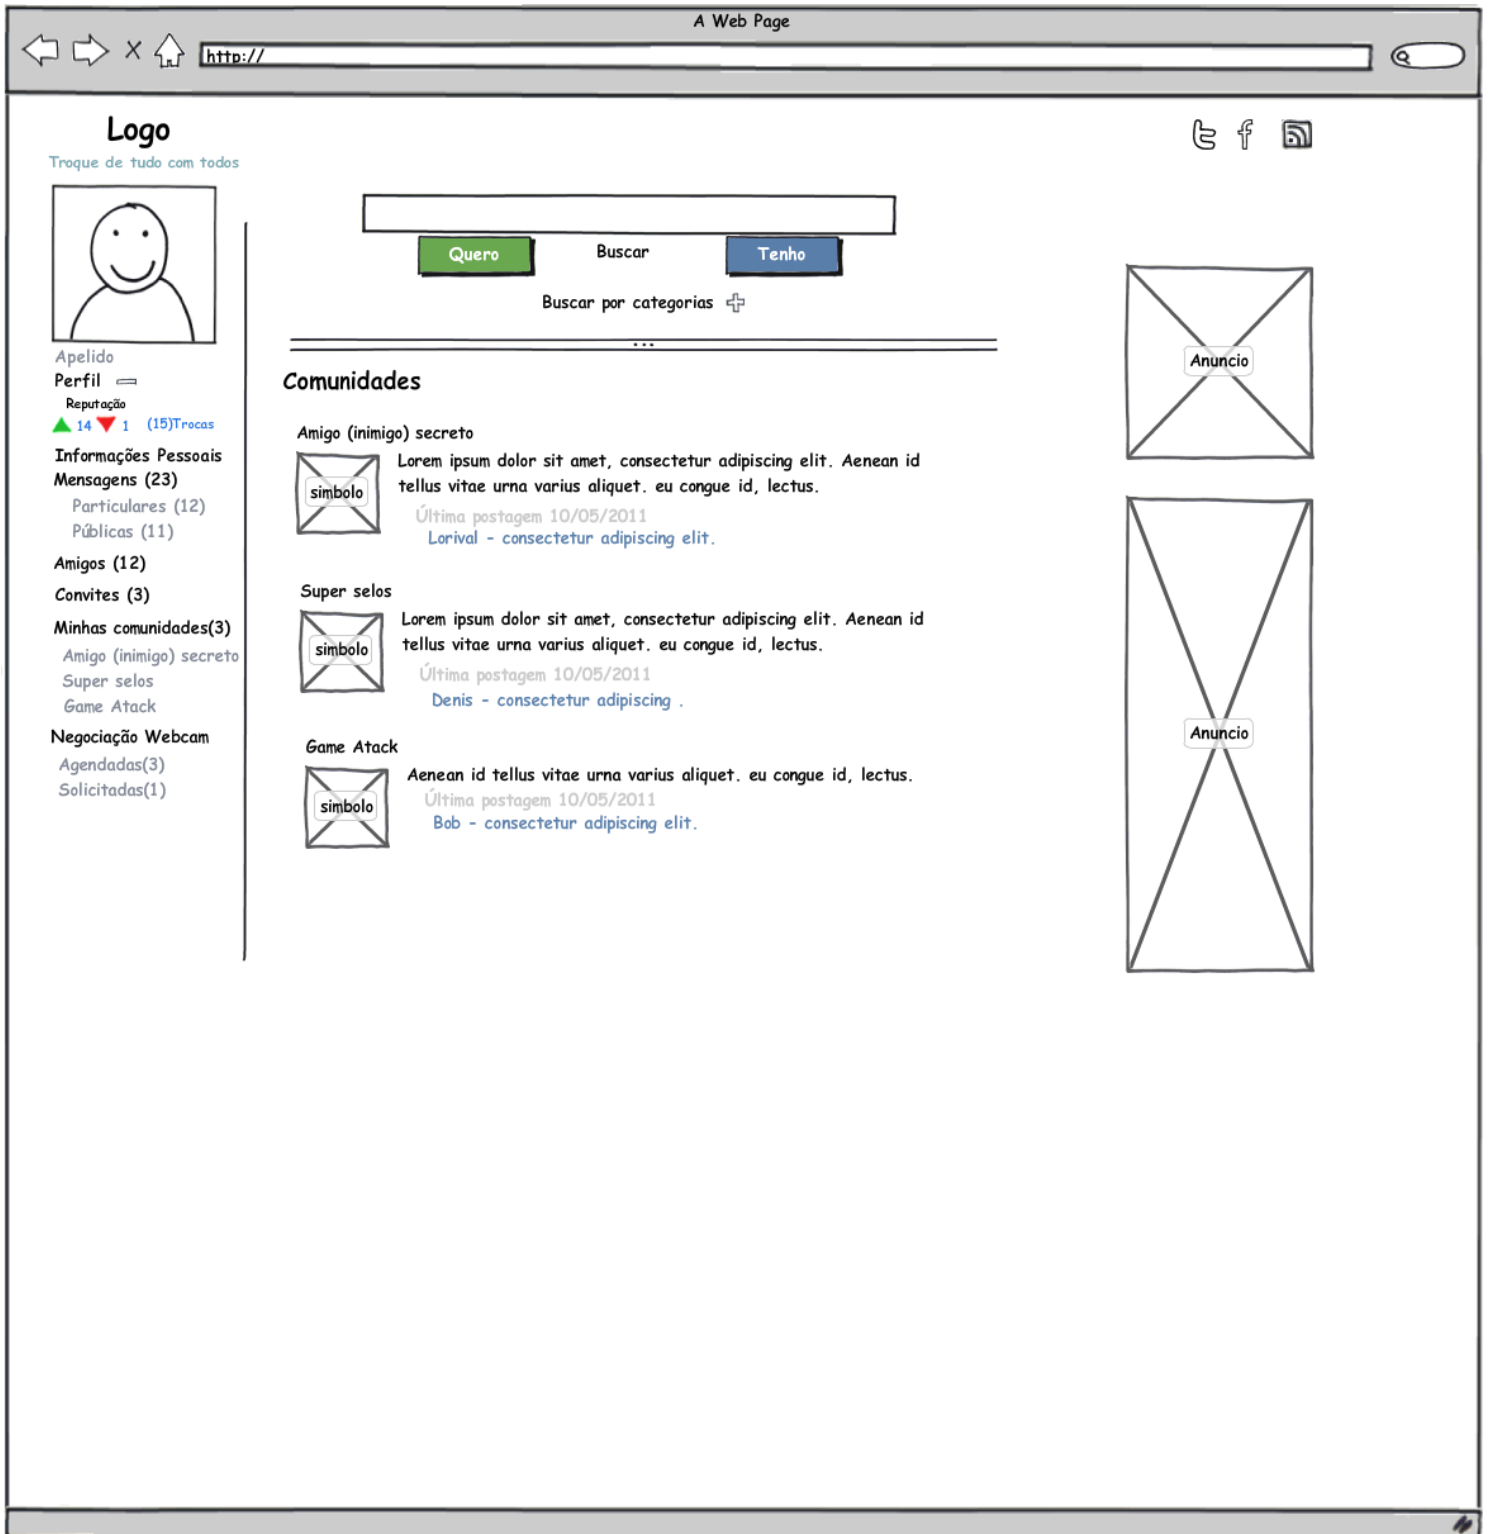 A Web Page
http://
Logo
Troque de tudo com todos
Apelido
Perfil
Reputação
14 1 (15)Trocas
Informações Pessoais
Mensagens (23)
Particulares (12)
Públicas (11)
Amigos (12)
Convites (3)
Minhas comunidades(3)
Amigo (inimigo) secreto
Super selos
Game Atack
Negociação Webcam
Agendadas(3)
Solicitadas(1)
Quero Buscar Tenho
Buscar por categorias
Comunidades
Amigo (inimigo) secreto
simbolo
Lorem ipsum dolor sit amet, consectetur adipiscing elit. Aenean id
tellus vitae urna varius aliquet. eu congue id, lectus.
Última postagem 10/05/2011
Lorival - consectetur adipiscing elit.
Super selos
simbolo
Lorem ipsum dolor sit amet, consectetur adipiscing elit. Aenean id
tellus vitae urna varius aliquet. eu congue id, lectus.
Última postagem 10/05/2011
Denis - consectetur adipiscing .
Game Atack
simbolo
Aenean id tellus vitae urna varius aliquet. eu congue id, lectus.
Última postagem 10/05/2011
Bob - consectetur adipiscing elit.
Anuncio
Anuncio